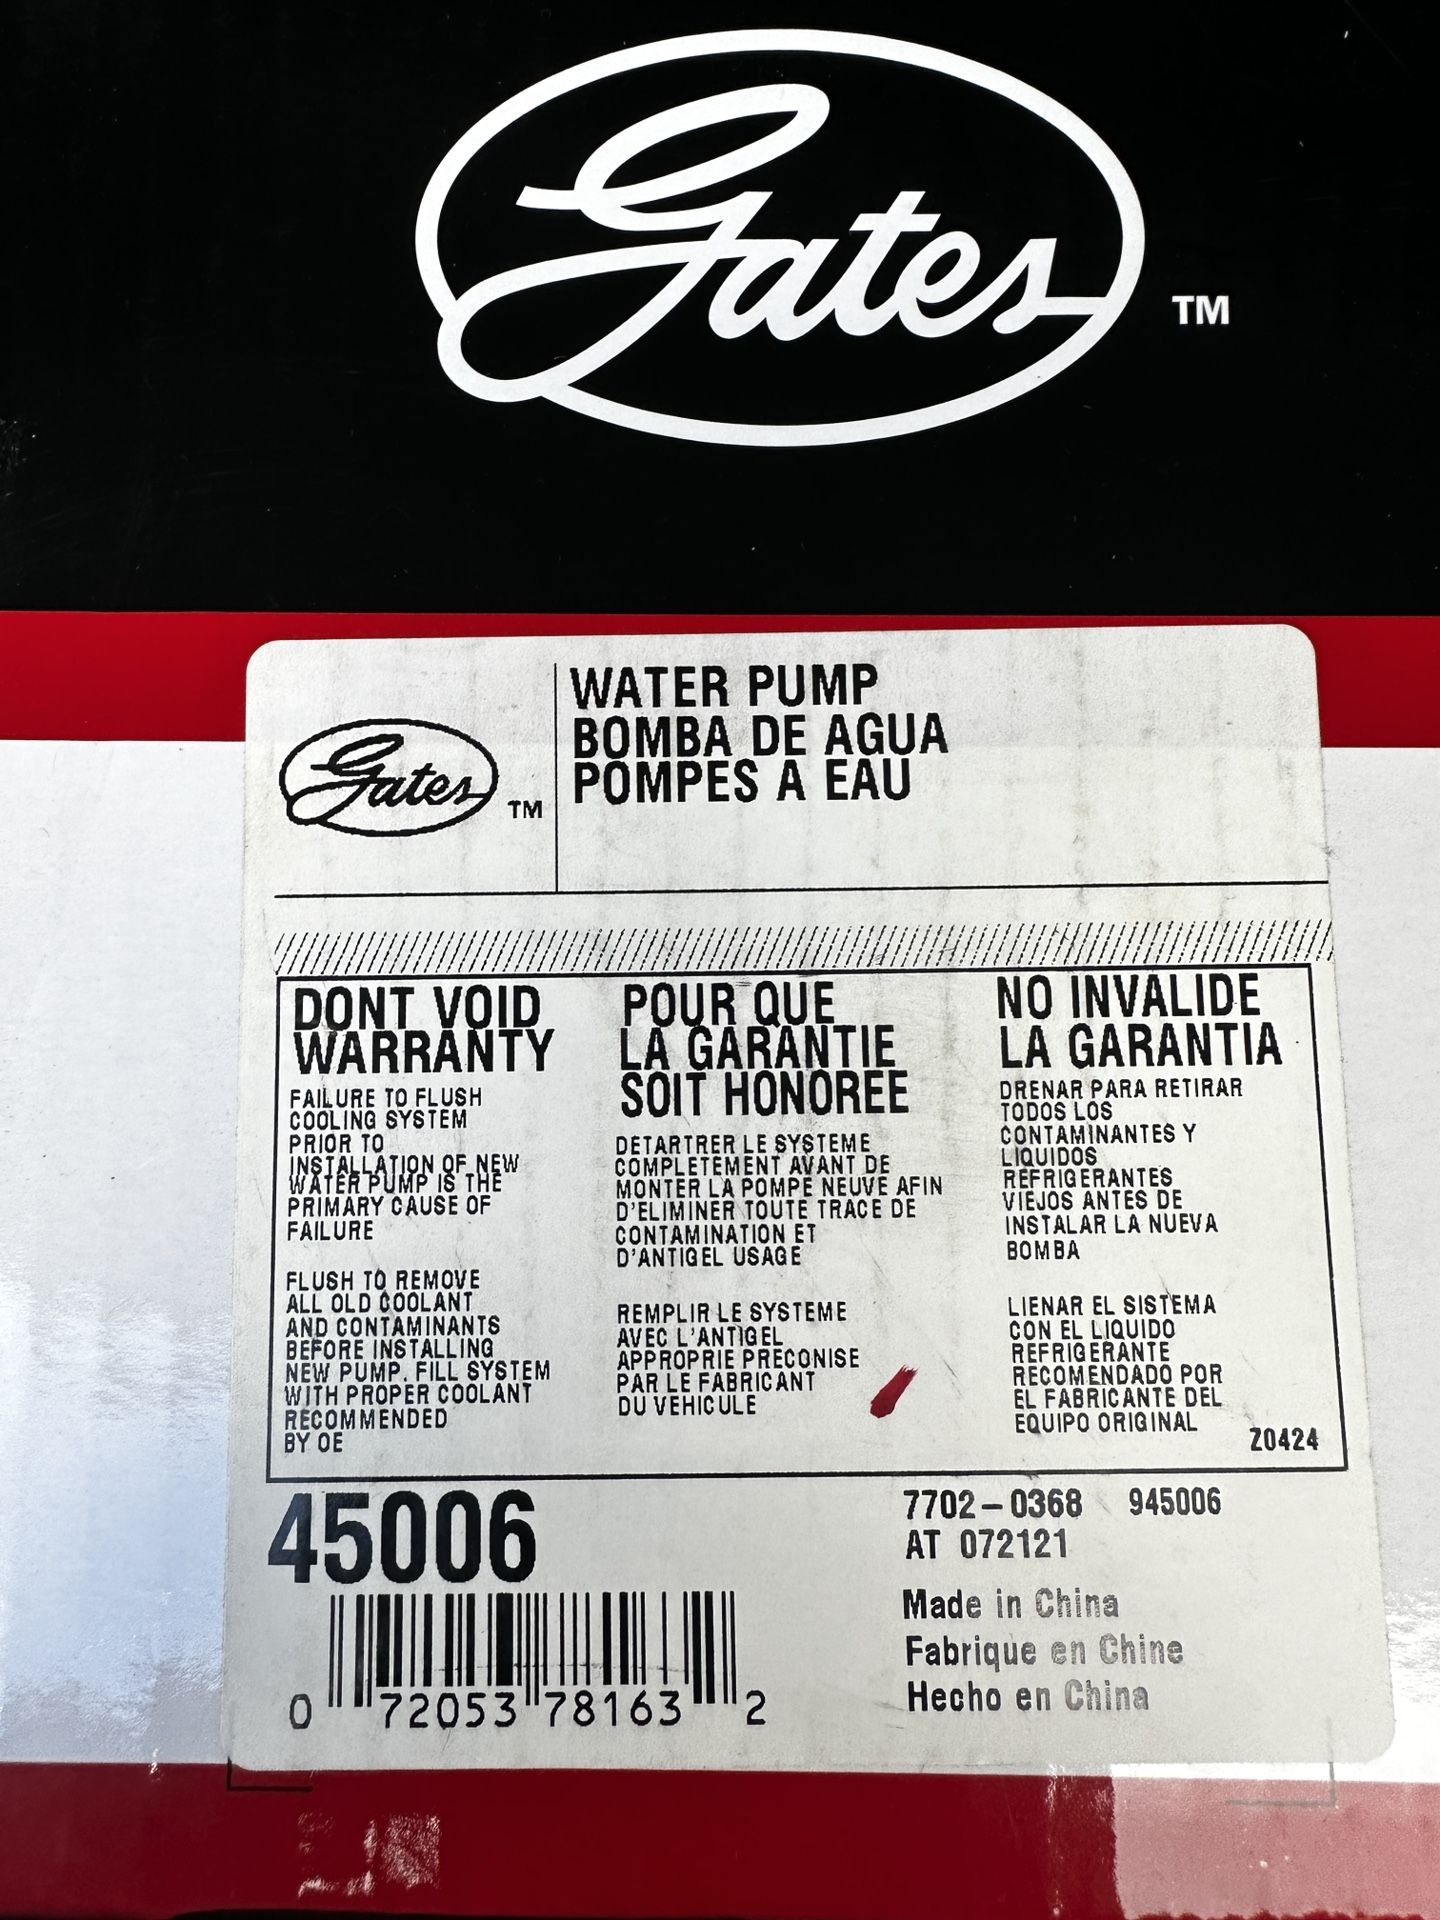 Gates TM
Gates TM
WATER PUMP
BOMBA DE AGUA
POMPES A EAU
DONT VOID
WARRANTY
FAILURE TO FLUSH
COOLING SYSTEM
PRIOR TO
INSTALLATION OF NEW
WATER PUMP IS THE
PRIMARY CAUSE OF
FAILURE
FLUSH TO REMOVE
ALL OLD COOLANT
AND CONTAMINANTS
BEFORE INSTALLING
NEW PUMP. FILL SYSTEM
WITH PROPER COOLANT
RECOMMENDED
BY OE
POUR QUE
LA GARANTIE
SOIT HONOREE
DETARTRER LE SYSTEME
COMPLETEMENT AVANT DE
MONTER LA POMPE NEUVE AFIN
D'ELIMINER TOUTE TRACE DE
CONTAMINATION ET
D'ANTIGEL USAGE
REMPLIR LE SYSTEME
AVEC L'ANTIGEL
APPROPRIE PRECONISE
PAR LE FABRICANT
DU VEHICULE
NO INVALIDE
LA GARANTIA
DRENAR PARA RETIRAR
TODOS LOS
CONTAMINANTES Y
LIQUIDOS
REFRIGERANTES
VIEJOS ANTES DE
INSTALAR LA NUEVA
BOMBA
LIENAR EL SISTEMA
CON EL LIQUIDO
REFRIGERANTE
RECOMENDADO POR
EL FABRICANTE DEL
EQUIPO ORIGINAL
Z0424
45006
0 72053 78163 2
7702-0368 945006
AT 072121
Made in China
Fabrique en Chine
Hecho en China